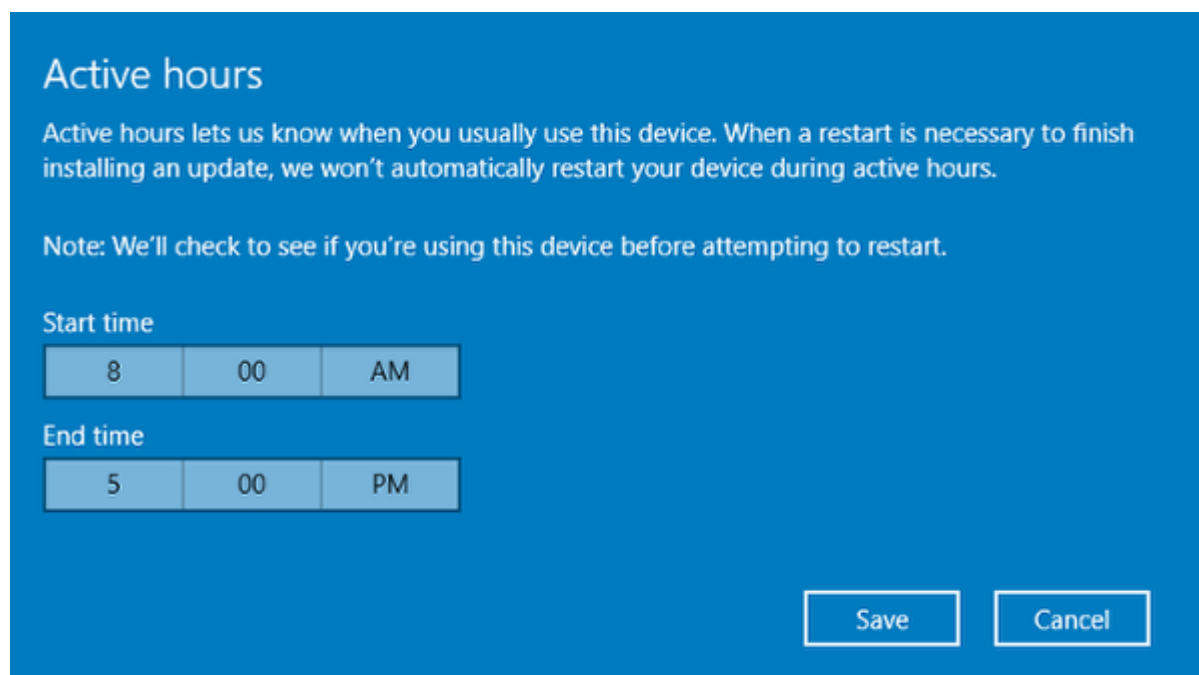 Active hours
Active hours lets us know when you usually use this device. When a restart is necessary to finish
installing an update, we won’t automatically restart your device during active hours.
Note: We’ll check to see if you’re using this device before attempting to restart.
Start time
8 00 AM
End time
5 00 PM
Save Cancel